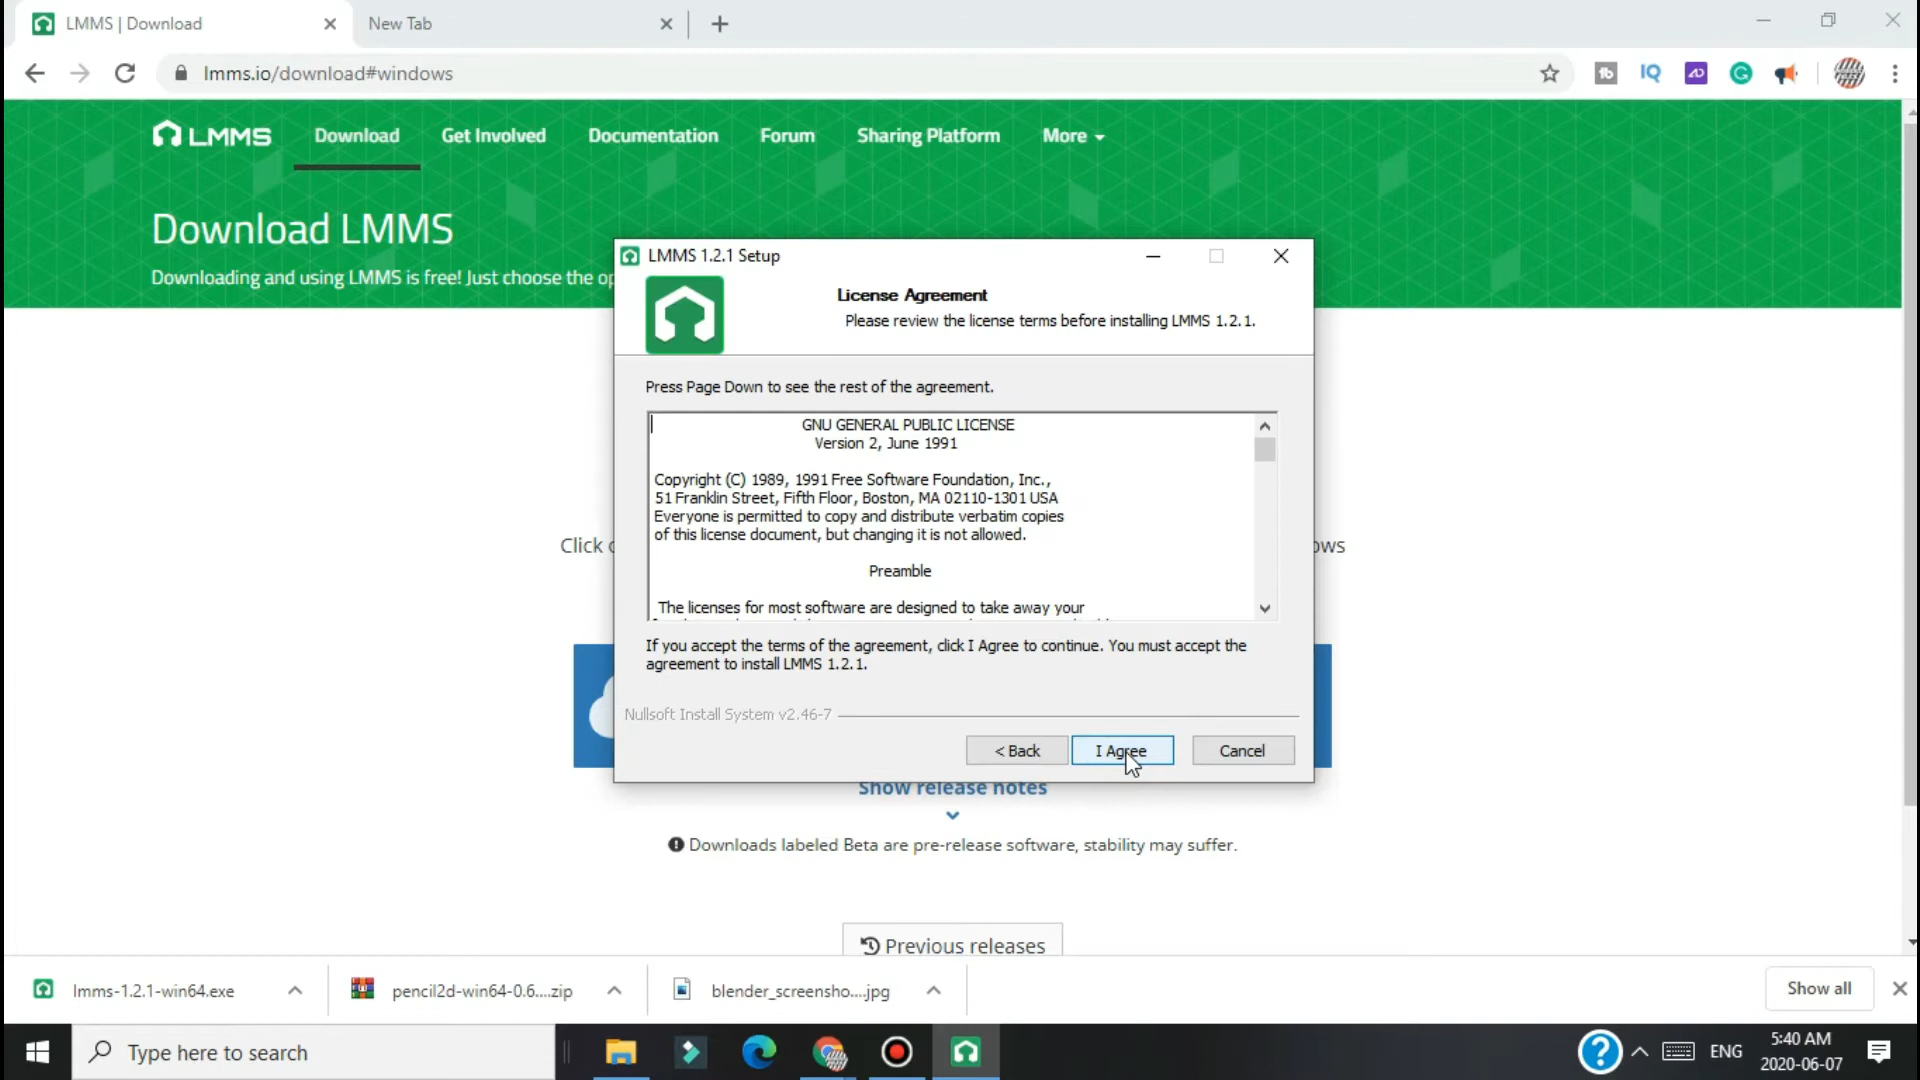 LMMS | Download
New Tab
lmms.io/download#windows
LMMS
Download
Get Involved
Documentation
Forum
Sharing Platform
More
Download LMMS
Downloading and using LMMS is free! Just choose the
LMMS 1.2.1 Setup
License Agreement
Please review the license terms before installing LMMS 1.2.1.
Press Page Down to see the rest of the agreement.
GNU GENERAL PUBLIC LICENSE
Version 2, June 1991
Copyright (C) 1989, 1991 Free Software Foundation, Inc.,
51 Franklin Street, Fifth Floor, Boston, MA 02110-1301 USA
Everyone is permitted to copy and distribute verbatim copies
of this license document, but changing it is not allowed.
Preamble
The licenses for most software are designed to take away your
If you accept the terms of the agreement, click I Agree to continue. You must accept the
agreement to install LMMS 1.2.1.
Nullsoft Install System v2.46-7
< Back
I Agree
Cancel
Click
Show release notes
Downloads labeled Beta are pre-release software, stability may suffer.
Previous releases
lmms-1.2.1-win64.exe
pencil2d-win64-0.6....zip
blender_screensho....jpg
Show all
Type here to search
ENG
5:40 AM
2020-06-07